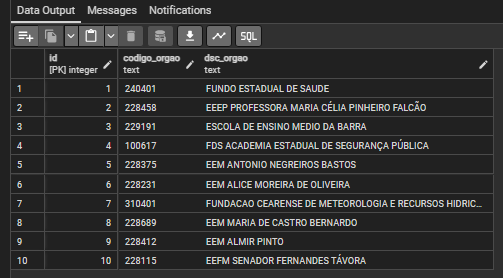 Data Output Messages Notifications
SQL
id codigo_orgao dsc_orgao
[PK] integer text text
1 1 240401 FUNDO ESTADUAL DE SAUDE
2 2 228458 EEEP PROFESSORA MARIA CÉLIA PINHEIRO FALCÃO
3 3 229191 ESCOLA DE ENSINO MEDIO DA BARRA
4 4 100617 FDS ACADEMIA ESTADUAL DE SEGURANÇA PÚBLICA
5 5 228375 EEM ANTONIO NEGREIROS BASTOS
6 6 228231 EEM ALICE MOREIRA DE OLIVEIRA
7 7 310401 FUNDACAO CEARENSE DE METEOROLOGIA E RECURSOS HIDRIC...
8 8 228689 EEM MARIA DE CASTRO BERNARDO
9 9 228412 EEM ALMIR PINTO
10 10 228115 EEFM SENADOR FERNANDES TÁVORA